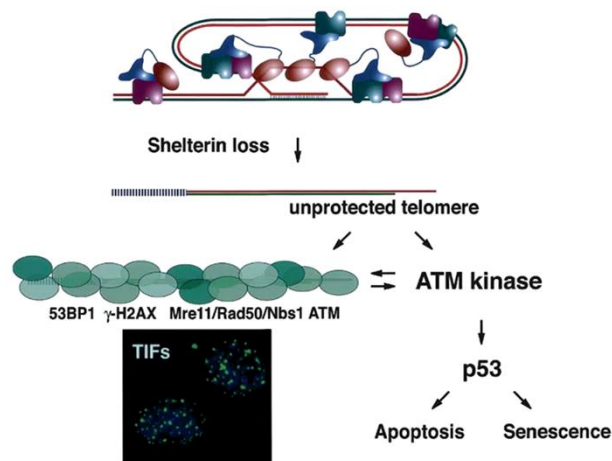 Shelterin loss
unprotected telomere
ATM kinase
53BP1 γ-H2AX Mre11/Rad50/Nbs1 ATM
TIFs
p53
Apoptosis Senescence